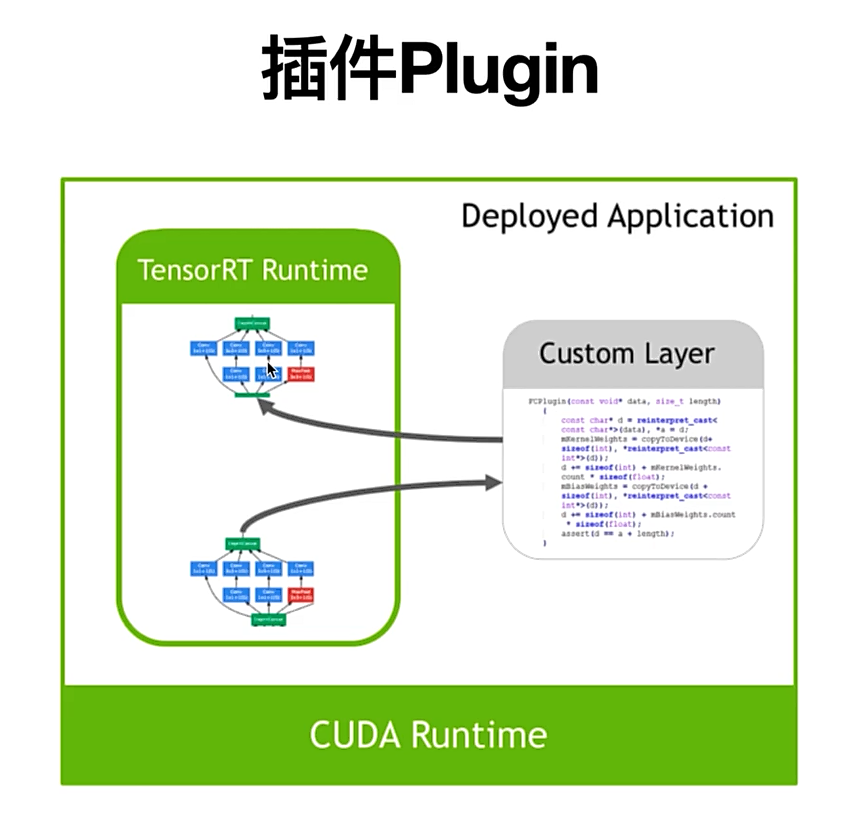 插件Plugin
Deployed Application
TensorRT Runtime
Custom Layer
FCPlugin(const void* data, size_t length)
{
const char* d = reinterpret_cast<
const char*>(data), *a = d;
mKernelWeights = copyToDevice(d+
sizeof(int), *reinterpret_cast<const
int*>(d));
d += sizeof(int) + mKernelWeights.
count * sizeof(float);
mBiasWeights = copyToDevice(d +
sizeof(int), *reinterpret_cast<const
int*>(d));
d += sizeof(int) + mBiasWeights.count
* sizeof(float);
assert(d == a + length);
}
CUDA Runtime